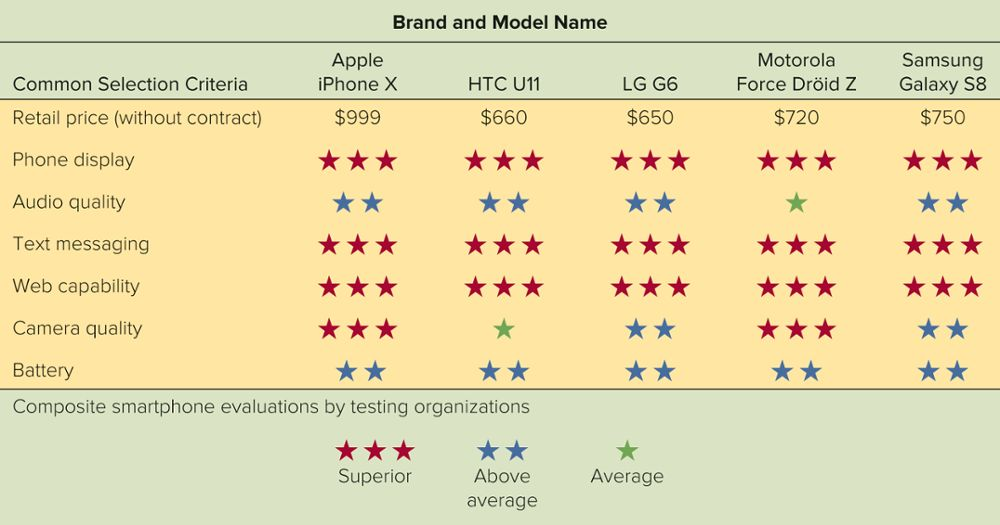 Brand and Model Name
Common Selection Criteria Apple iPhone X HTC U11 LG G6 Motorola Force Dröid Z Samsung Galaxy S8
Retail price (without contract) $999 $660 $650 $720 $750
Phone display
Audio quality
Text messaging
Web capability
Camera quality
Battery
Composite smartphone evaluations by testing organizations
Superior Above average Average